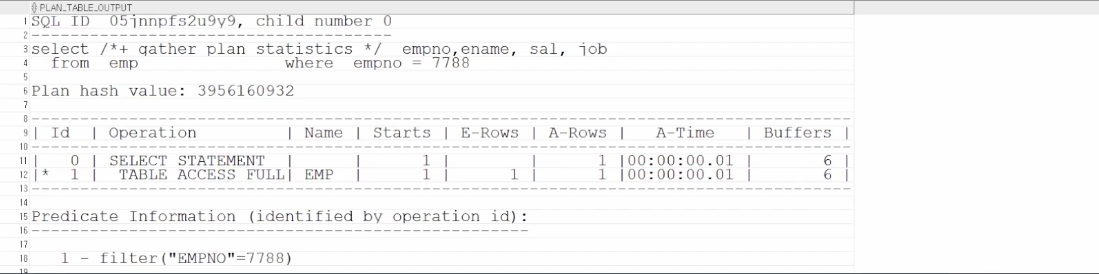 PLAN_TABLE_OUTPUT
1 SQL ID  05jnnpfs2u9y9, child number 0
2 -------------------------------------
3 select /*+ gather_plan_statistics */  empno,ename, sal, job
4   from  emp              where  empno = 7788
5
6 Plan hash value: 3956160932
7
8 ------------------------------------------------------------------------------------
9 | Id  | Operation         | Name | Starts | E-Rows | A-Rows |   A-Time   | Buffers |
10 ------------------------------------------------------------------------------------
11 |   0 | SELECT STATEMENT  |      |      1 |        |      1 |00:00:00.01 |       6 |
12 |*  1 |  TABLE ACCESS FULL| EMP  |      1 |      1 |      1 |00:00:00.01 |       6 |
13 ------------------------------------------------------------------------------------
14
15 Predicate Information (identified by operation id):
16 ---------------------------------------------------
17
18    1 - filter("EMPNO"=7788)
19